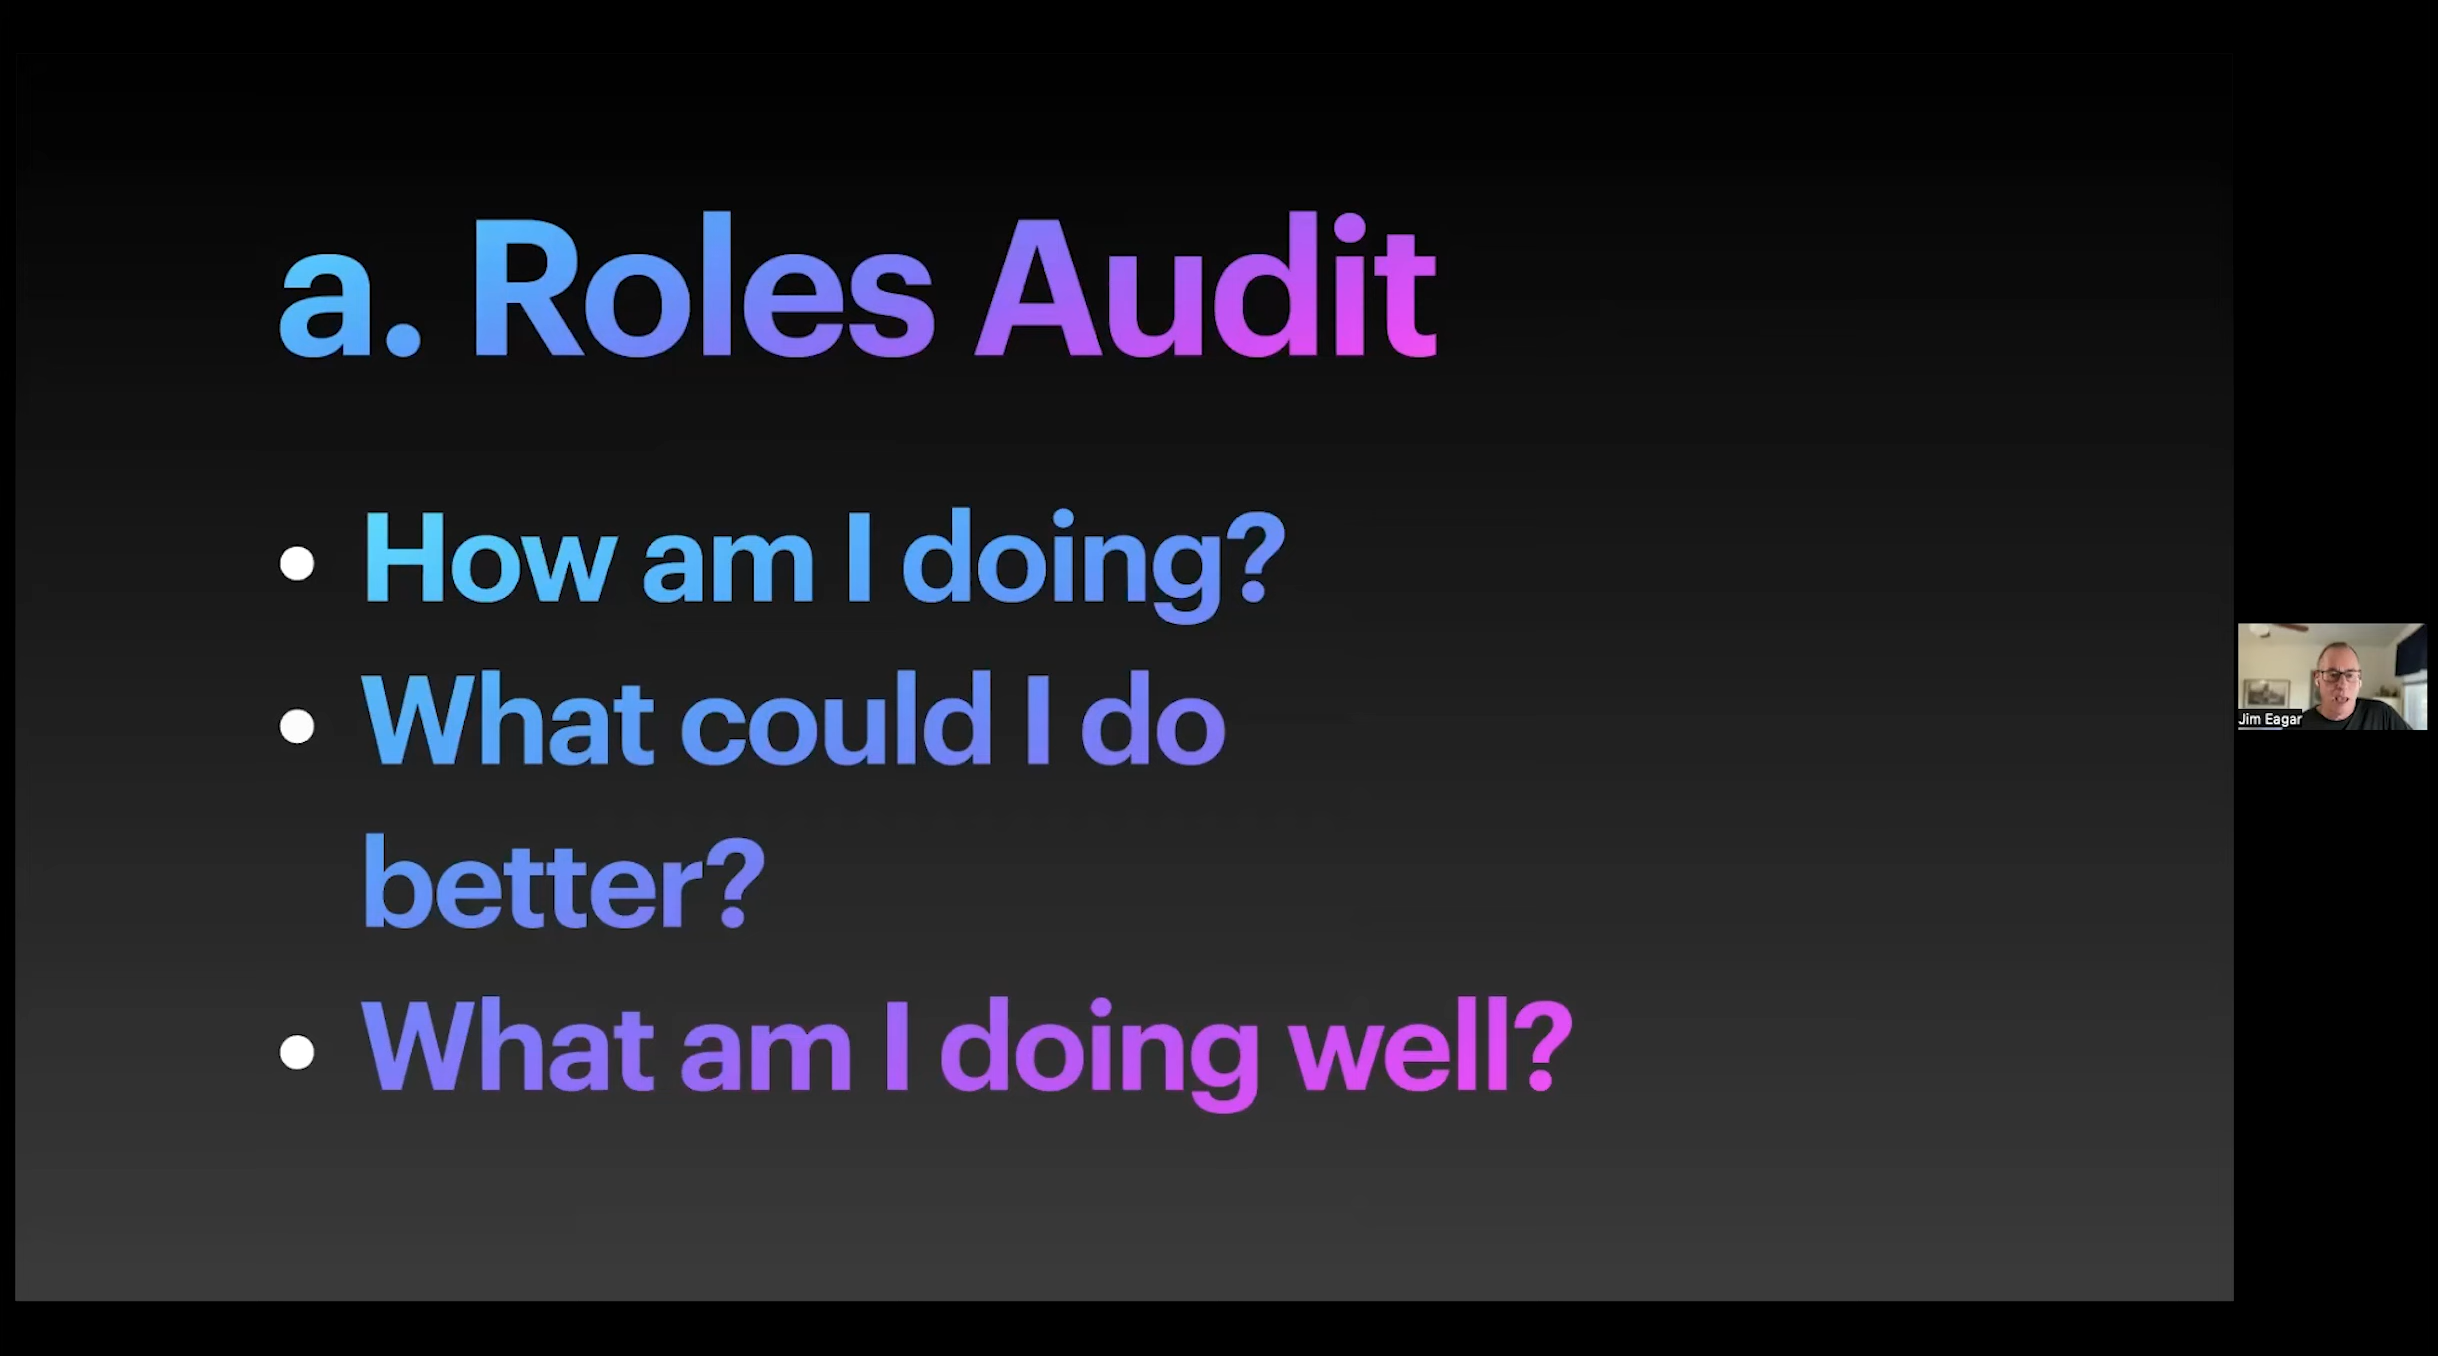 a. Roles Audit
• How am I doing?
• What could I do
better?
• What am I doing well?
Jim Eagar